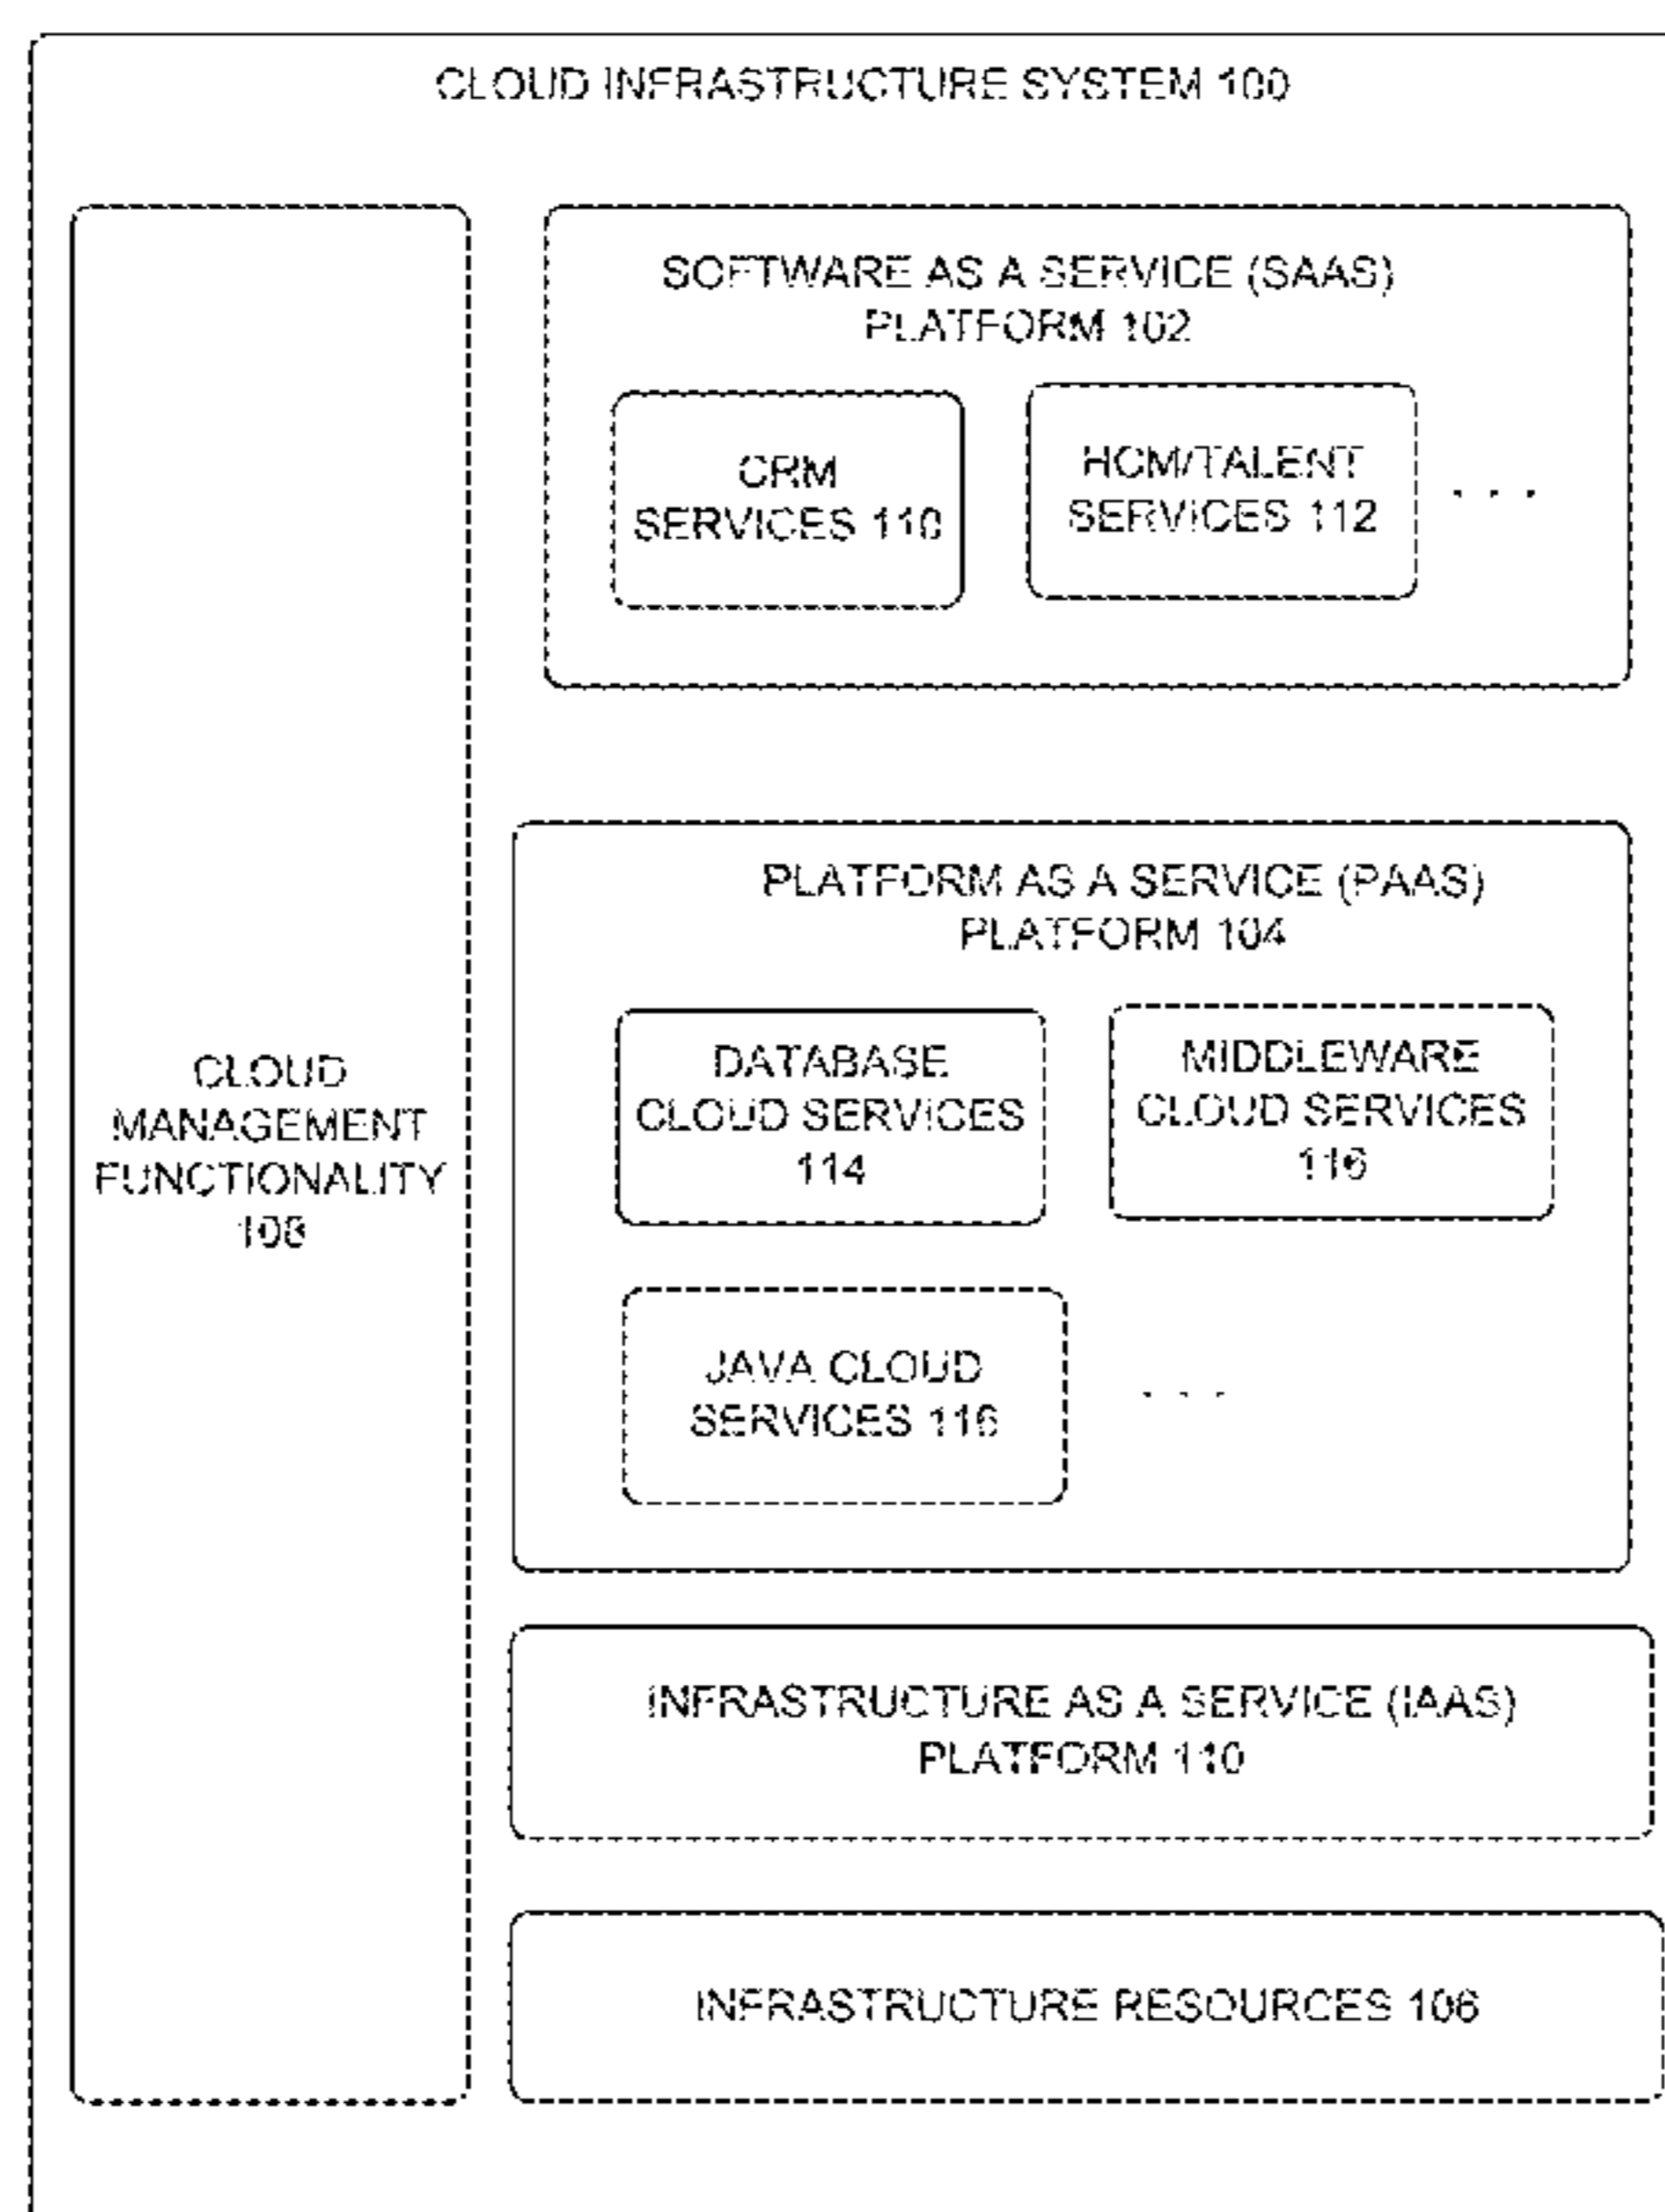 CLOUD INFRASTRUCTURE SYSTEM 100
SOFTWARE AS A SERVICE (SAAS)
PLATFORM 102
CRM
SERVICES 110
HCM/TALENT
SERVICES 112
. . .
CLOUD
MANAGEMENT
FUNCTIONALITY
108
PLATFORM AS A SERVICE (PAAS)
PLATFORM 104
DATABASE
CLOUD SERVICES
114
MIDDLEWARE
CLOUD SERVICES
116
JAVA CLOUD
SERVICES 116
. . .
INFRASTRUCTURE AS A SERVICE (IAAS)
PLATFORM 110
INFRASTRUCTURE RESOURCES 106